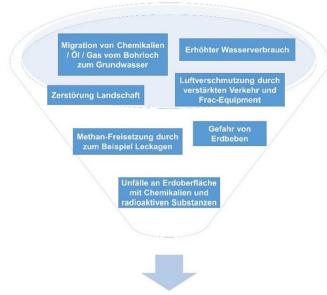 Migration von Chemikalien
/ Öl / Gas vom Bohrloch
zum Grundwasser
Erhöhter Wasserverbrauch
Zerstörung Landschaft
Luftverschmutzung durch
verstärkten Verkehr und
Frac-Equipment
Methan-Freisetzung durch
zum Beispiel Leckagen
Gefahr von
Erdbeben
Unfälle an Erdoberfläche
mit Chemikalien und
radioaktiven Substanzen